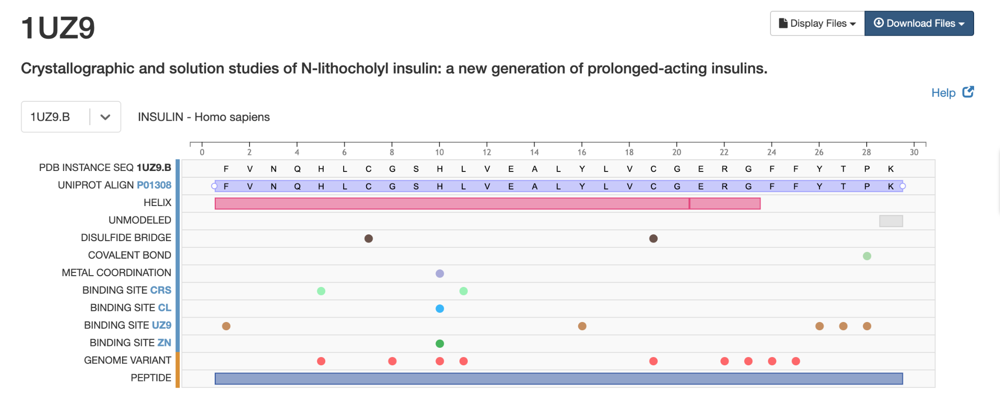 1UZ9
Display Files
Download Files
Crystallographic and solution studies of N-lithocholyl insulin: a new generation of prolonged-acting insulins.
Help
1UZ9.B
INSULIN - Homo sapiens
0 2 4 6 8 10 12 14 16 18 20 22 24 26 28 30
PDB INSTANCE SEQ 1UZ9.B F V N Q H L C G S H L V E A L Y L V C G E R G F F Y T P K
UNIPROT ALIGN P01308 F V N Q H L C G S H L V E A L Y L V C G E R G F F Y T P K
HELIX
UNMODELED
DISULFIDE BRIDGE
COVALENT BOND
METAL COORDINATION
BINDING SITE CRS
BINDING SITE CL
BINDING SITE UZ9
BINDING SITE ZN
GENOME VARIANT
PEPTIDE